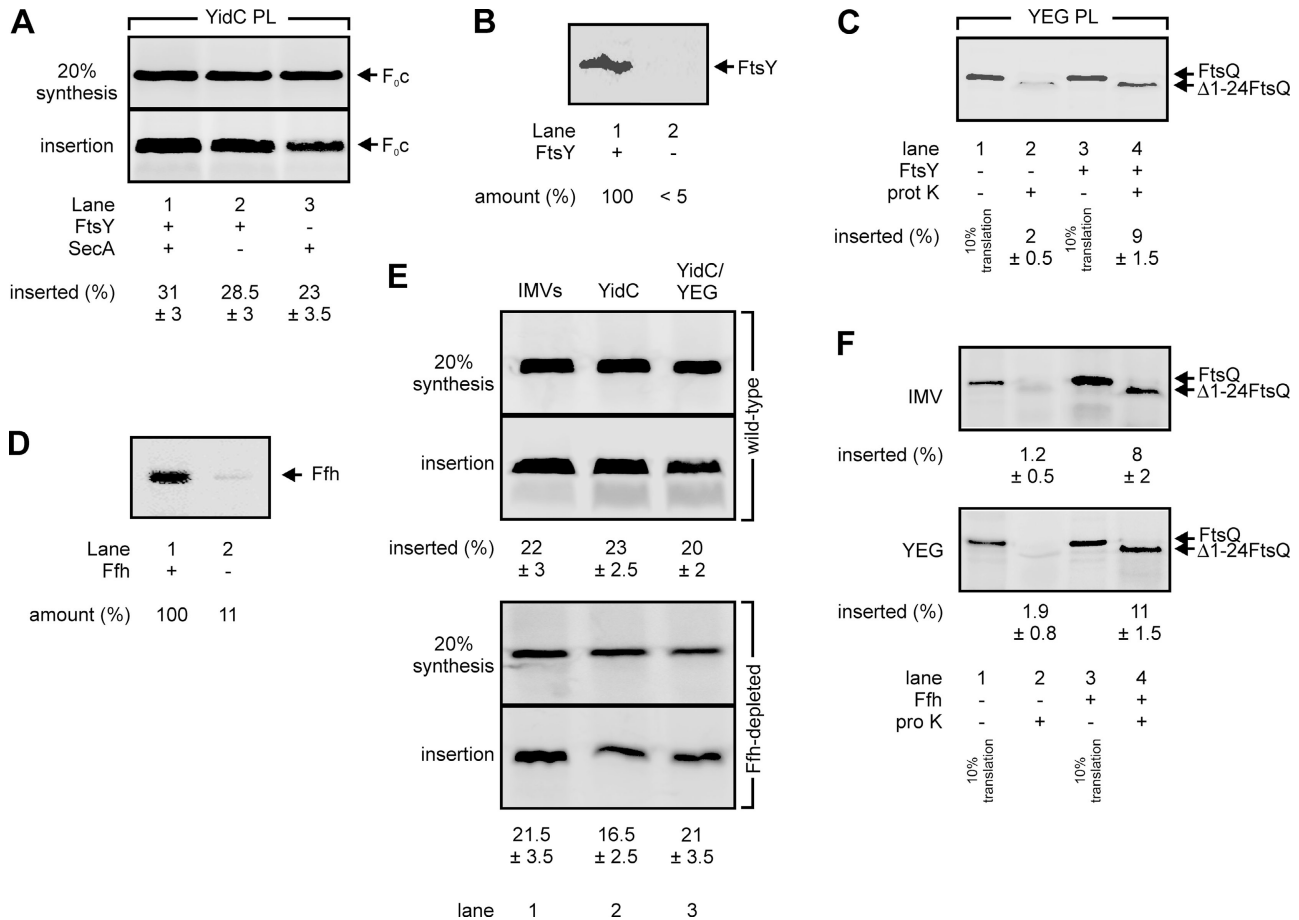 A
YidC PL
20%
synthesis
F₀c
insertion
F₀c
Lane 1 2 3
FtsY + + -
SecA + - +
inserted (%) 31 28.5 23
± 3 ± 3 ± 3.5
B
FtsY
Lane 1 2
FtsY + -
amount (%) 100 < 5
C
YEG PL
FtsQ
Δ1-24FtsQ
lane 1 2 3 4
FtsY - - + +
prot K - + - +
10%
translation
10%
translation
inserted (%) 2 9
± 0.5 ± 1.5
D
Ffh
Lane 1 2
Ffh + -
amount (%) 100 11
E
IMVs YidC YidC/
YEG
20%
synthesis
insertion
wild-type
inserted (%) 22 23 20
± 3 ± 2.5 ± 2
20%
synthesis
insertion
Ffh-depleted
21.5 16.5 21
± 3.5 ± 2.5 ± 3.5
lane 1 2 3
F
IMV
FtsQ
Δ1-24FtsQ
inserted (%) 1.2 8
± 0.5 ± 2
YEG
FtsQ
Δ1-24FtsQ
inserted (%) 1.9 11
± 0.8 ± 1.5
lane 1 2 3 4
Ffh - - + +
pro K - + - +
10%
translation
10%
translation